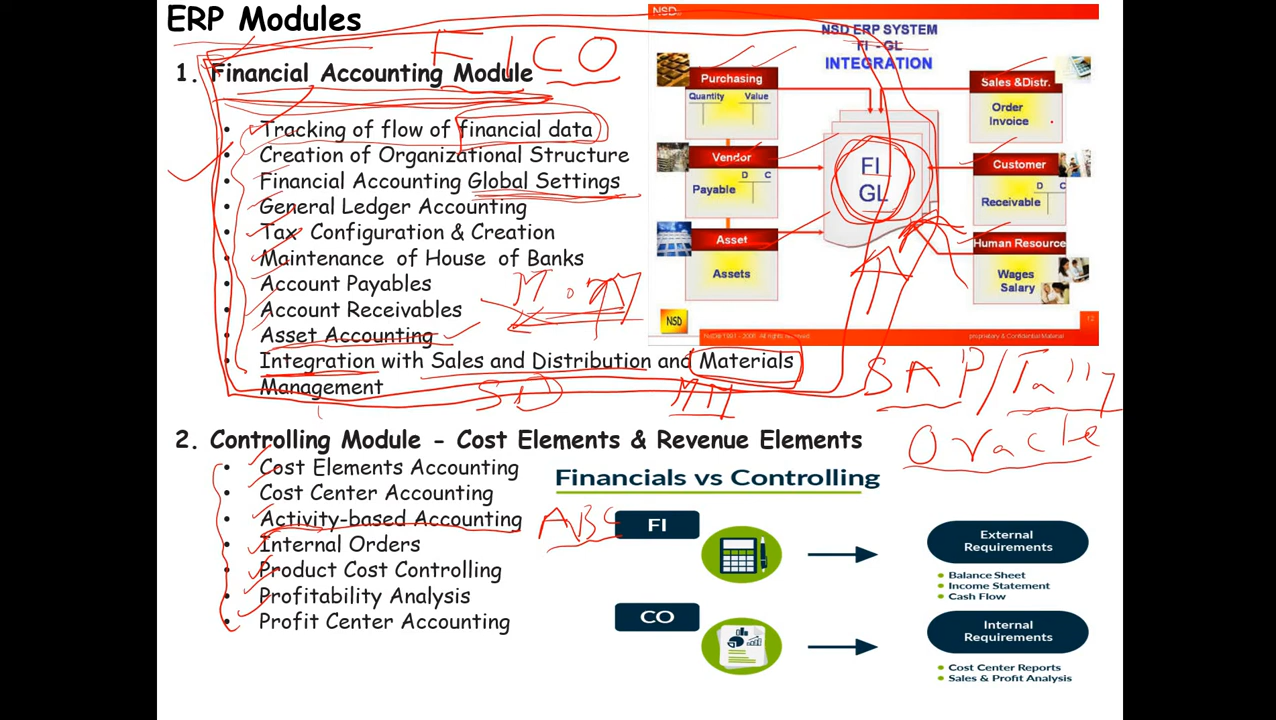 ERP Modules
FICO
1. Financial Accounting Module
• Tracking of flow of financial data
• Creation of Organizational Structure
• Financial Accounting Global Settings
• General Ledger Accounting
• Tax Configuration & Creation
• Maintenance of House of Banks
• Account Payables
• Account Receivables
• Asset Accounting
• Integration with Sales and Distribution and Materials
Management
SD
MM
NSD
NSD ERP SYSTEM
FI - GL
INTEGRATION
Purchasing
Quantity Value
Vendor
D C
Payable
Asset
Assets
FI
GL
Sales &Distr.
Order
Invoice
Customer
D C
Receivable
Human Resource
Wages
Salary
NSD
12
proprietary & Confidential Material
SAP/Tally
Oracle
2. Controlling Module - Cost Elements & Revenue Elements
• Cost Elements Accounting
• Cost Center Accounting
• Activity-based Accounting
ABC
• Internal Orders
• Product Cost Controlling
• Profitability Analysis
• Profit Center Accounting
Financials vs Controlling
FI
External
Requirements
• Balance Sheet
• Income Statement
• Cash Flow
CO
Internal
Requirements
• Cost Center Reports
• Sales & Profit Analysis